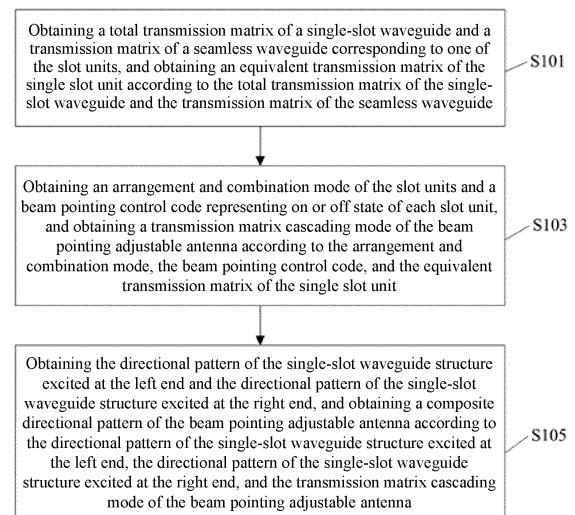 Obtaining a total transmission matrix of a single-slot waveguide and a
transmission matrix of a seamless waveguide corresponding to one of
the slot units, and obtaining an equivalent transmission matrix of the
single slot unit according to the total transmission matrix of the single-
slot waveguide and the transmission matrix of the seamless waveguide
S101
Obtaining an arrangement and combination mode of the slot units and a
beam pointing control code representing on or off state of each slot unit,
and obtaining a transmission matrix cascading mode of the beam
pointing adjustable antenna according to the arrangement and
combination mode, the beam pointing control code, and the equivalent
transmission matrix of the single slot unit
S103
Obtaining the directional pattern of the single-slot waveguide structure
excited at the left end and the directional pattern of the single-slot
waveguide structure excited at the right end, and obtaining a composite
directional pattern of the beam pointing adjustable antenna according to
the directional pattern of the single-slot waveguide structure excited at
the left end, the directional pattern of the single-slot waveguide
structure excited at the right end, and the transmission matrix cascading
mode of the beam pointing adjustable antenna
S105